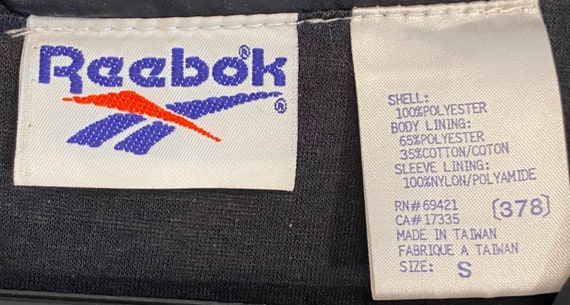 Reebok®
®
SHELL:
100%POLYESTER
BODY LINING:
65%POLYESTER
35%COTTON/COTON
SLEEVE LINING:
100%NYLON/POLYAMIDE
RN#69421 [378]
CA#17335
MADE IN TAIWAN
FABRIQUE A TAIWAN
SIZE: S